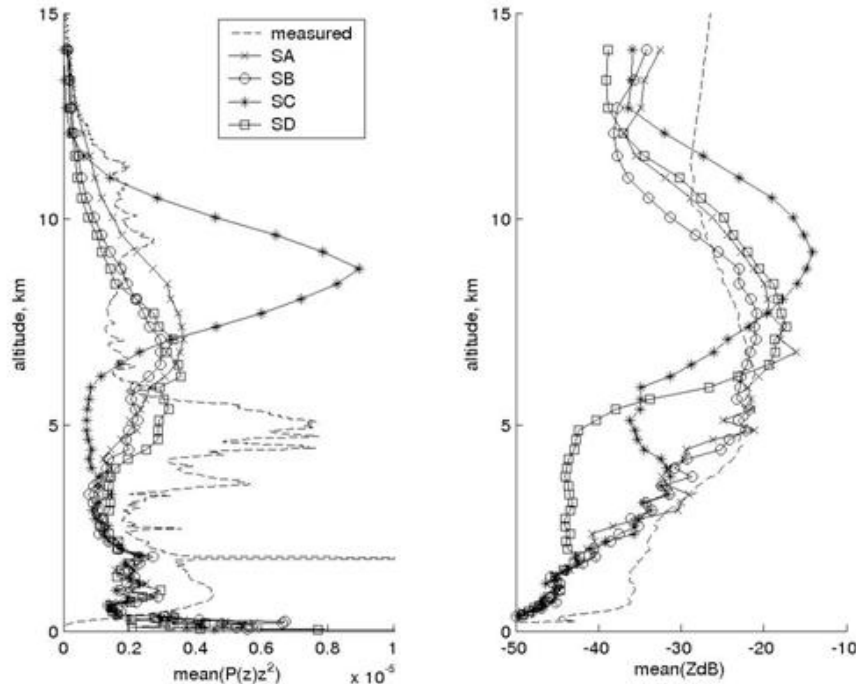 15
10
5
0
altitude, km
measured
SA
SB
SC
SD
0
0.2
0.4
0.6
0.8
1
mean(P(z)z²)
x 10⁻⁵
15
10
5
0
altitude, km
-50
-40
-30
-20
-10
mean(ZdB)